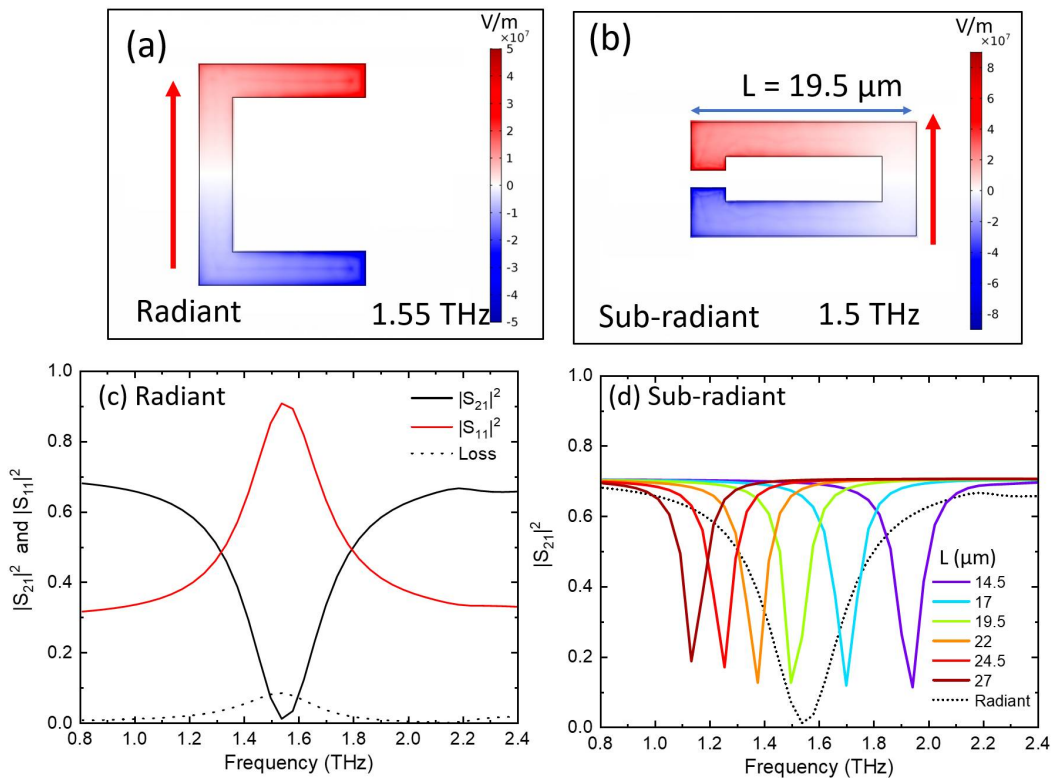 (a)
V/m
×10⁷
5
4
3
2
1
0
-1
-2
-3
-4
-5
Radiant
1.55 THz
(b)
V/m
×10⁷
L = 19.5 µm
8
6
4
2
0
-2
-4
-6
-8
Sub-radiant
1.5 THz
(c) Radiant
|S₂₁|²
|S₁₁|²
Loss
|S₂₁|² and |S₁₁|²
1.0
0.8
0.6
0.4
0.2
0.0
0.8 1.0 1.2 1.4 1.6 1.8 2.0 2.2 2.4
Frequency (THz)
(d) Sub-radiant
|S₂₁|²
1.0
0.8
0.6
0.4
0.2
0.0
L (µm)
14.5
17
19.5
22
24.5
27
Radiant
0.8 1.0 1.2 1.4 1.6 1.8 2.0 2.2 2.4
Frequency (THz)